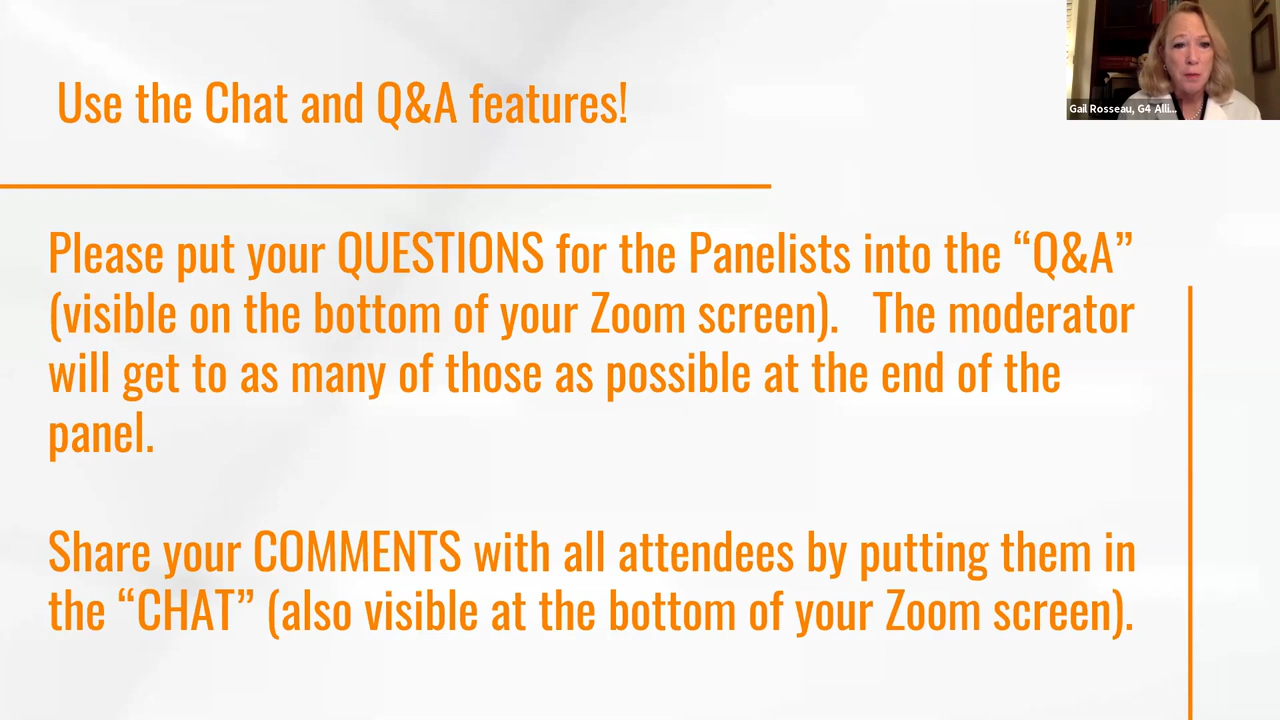 Use the Chat and Q&A features!
Gail Rosseau, G4 Alli...
Please put your QUESTIONS for the Panelists into the “Q&A”
(visible on the bottom of your Zoom screen).   The moderator
will get to as many of those as possible at the end of the
panel.
Share your COMMENTS with all attendees by putting them in
the “CHAT” (also visible at the bottom of your Zoom screen).